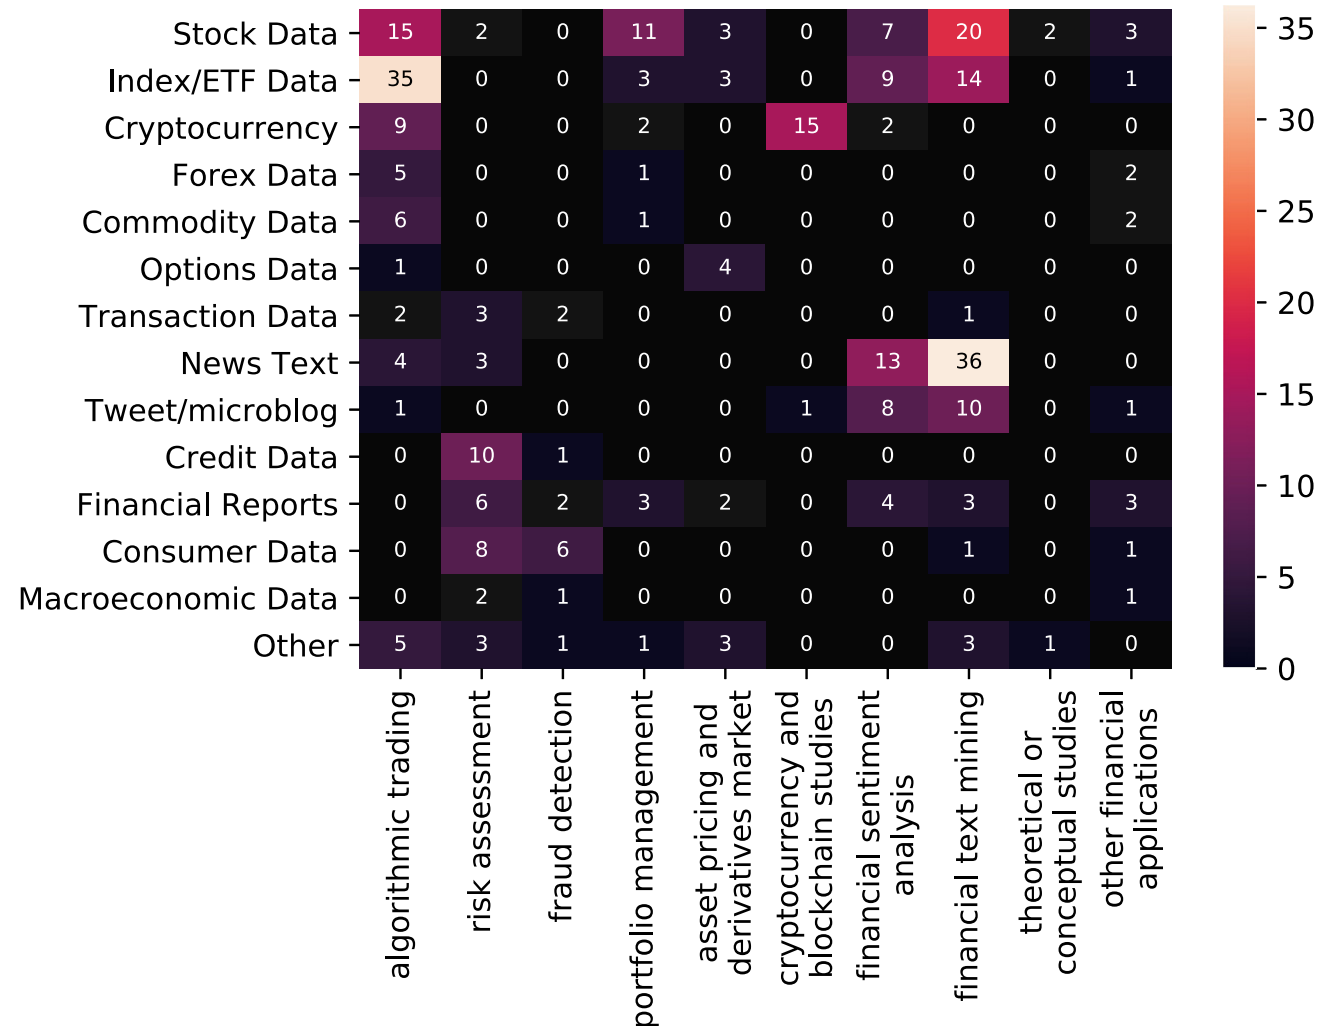 Stock Data 15 2 0 11 3 0 7 20 2 3
Index/ETF Data 35 0 0 3 3 0 9 14 0 1
Cryptocurrency 9 0 0 2 0 15 2 0 0 0
Forex Data 5 0 0 1 0 0 0 0 0 2
Commodity Data 6 0 0 1 0 0 0 0 0 2
Options Data 1 0 0 0 4 0 0 0 0 0
Transaction Data 2 3 2 0 0 0 0 1 0 0
News Text 4 3 0 0 0 0 13 36 0 0
Tweet/microblog 1 0 0 0 0 1 8 10 0 1
Credit Data 0 10 1 0 0 0 0 0 0 0
Financial Reports 0 6 2 3 2 0 4 3 0 3
Consumer Data 0 8 6 0 0 0 0 1 0 1
Macroeconomic Data 0 2 1 0 0 0 0 0 0 1
Other 5 3 1 1 3 0 0 3 1 0
algorithmic trading
risk assessment
fraud detection
portfolio management
asset pricing and
derivatives market
cryptocurrency and
blockchain studies
financial sentiment
analysis
financial text mining
theoretical or
conceptual studies
other financial
applications
35
30
25
20
15
10
5
0